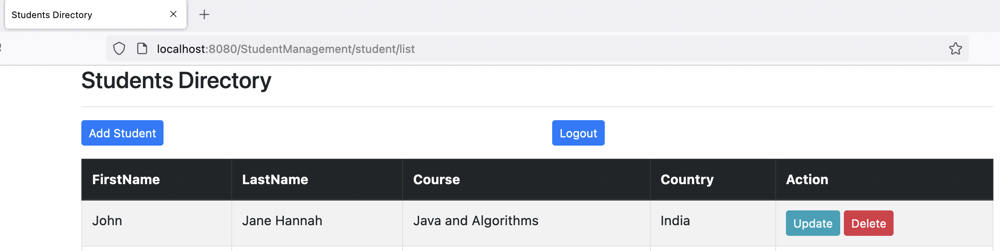 Students Directory
localhost:8080/StudentManagement/student/list
Students Directory
Add Student Logout
FirstName LastName Course Country Action
John Jane Hannah Java and Algorithms India Update Delete